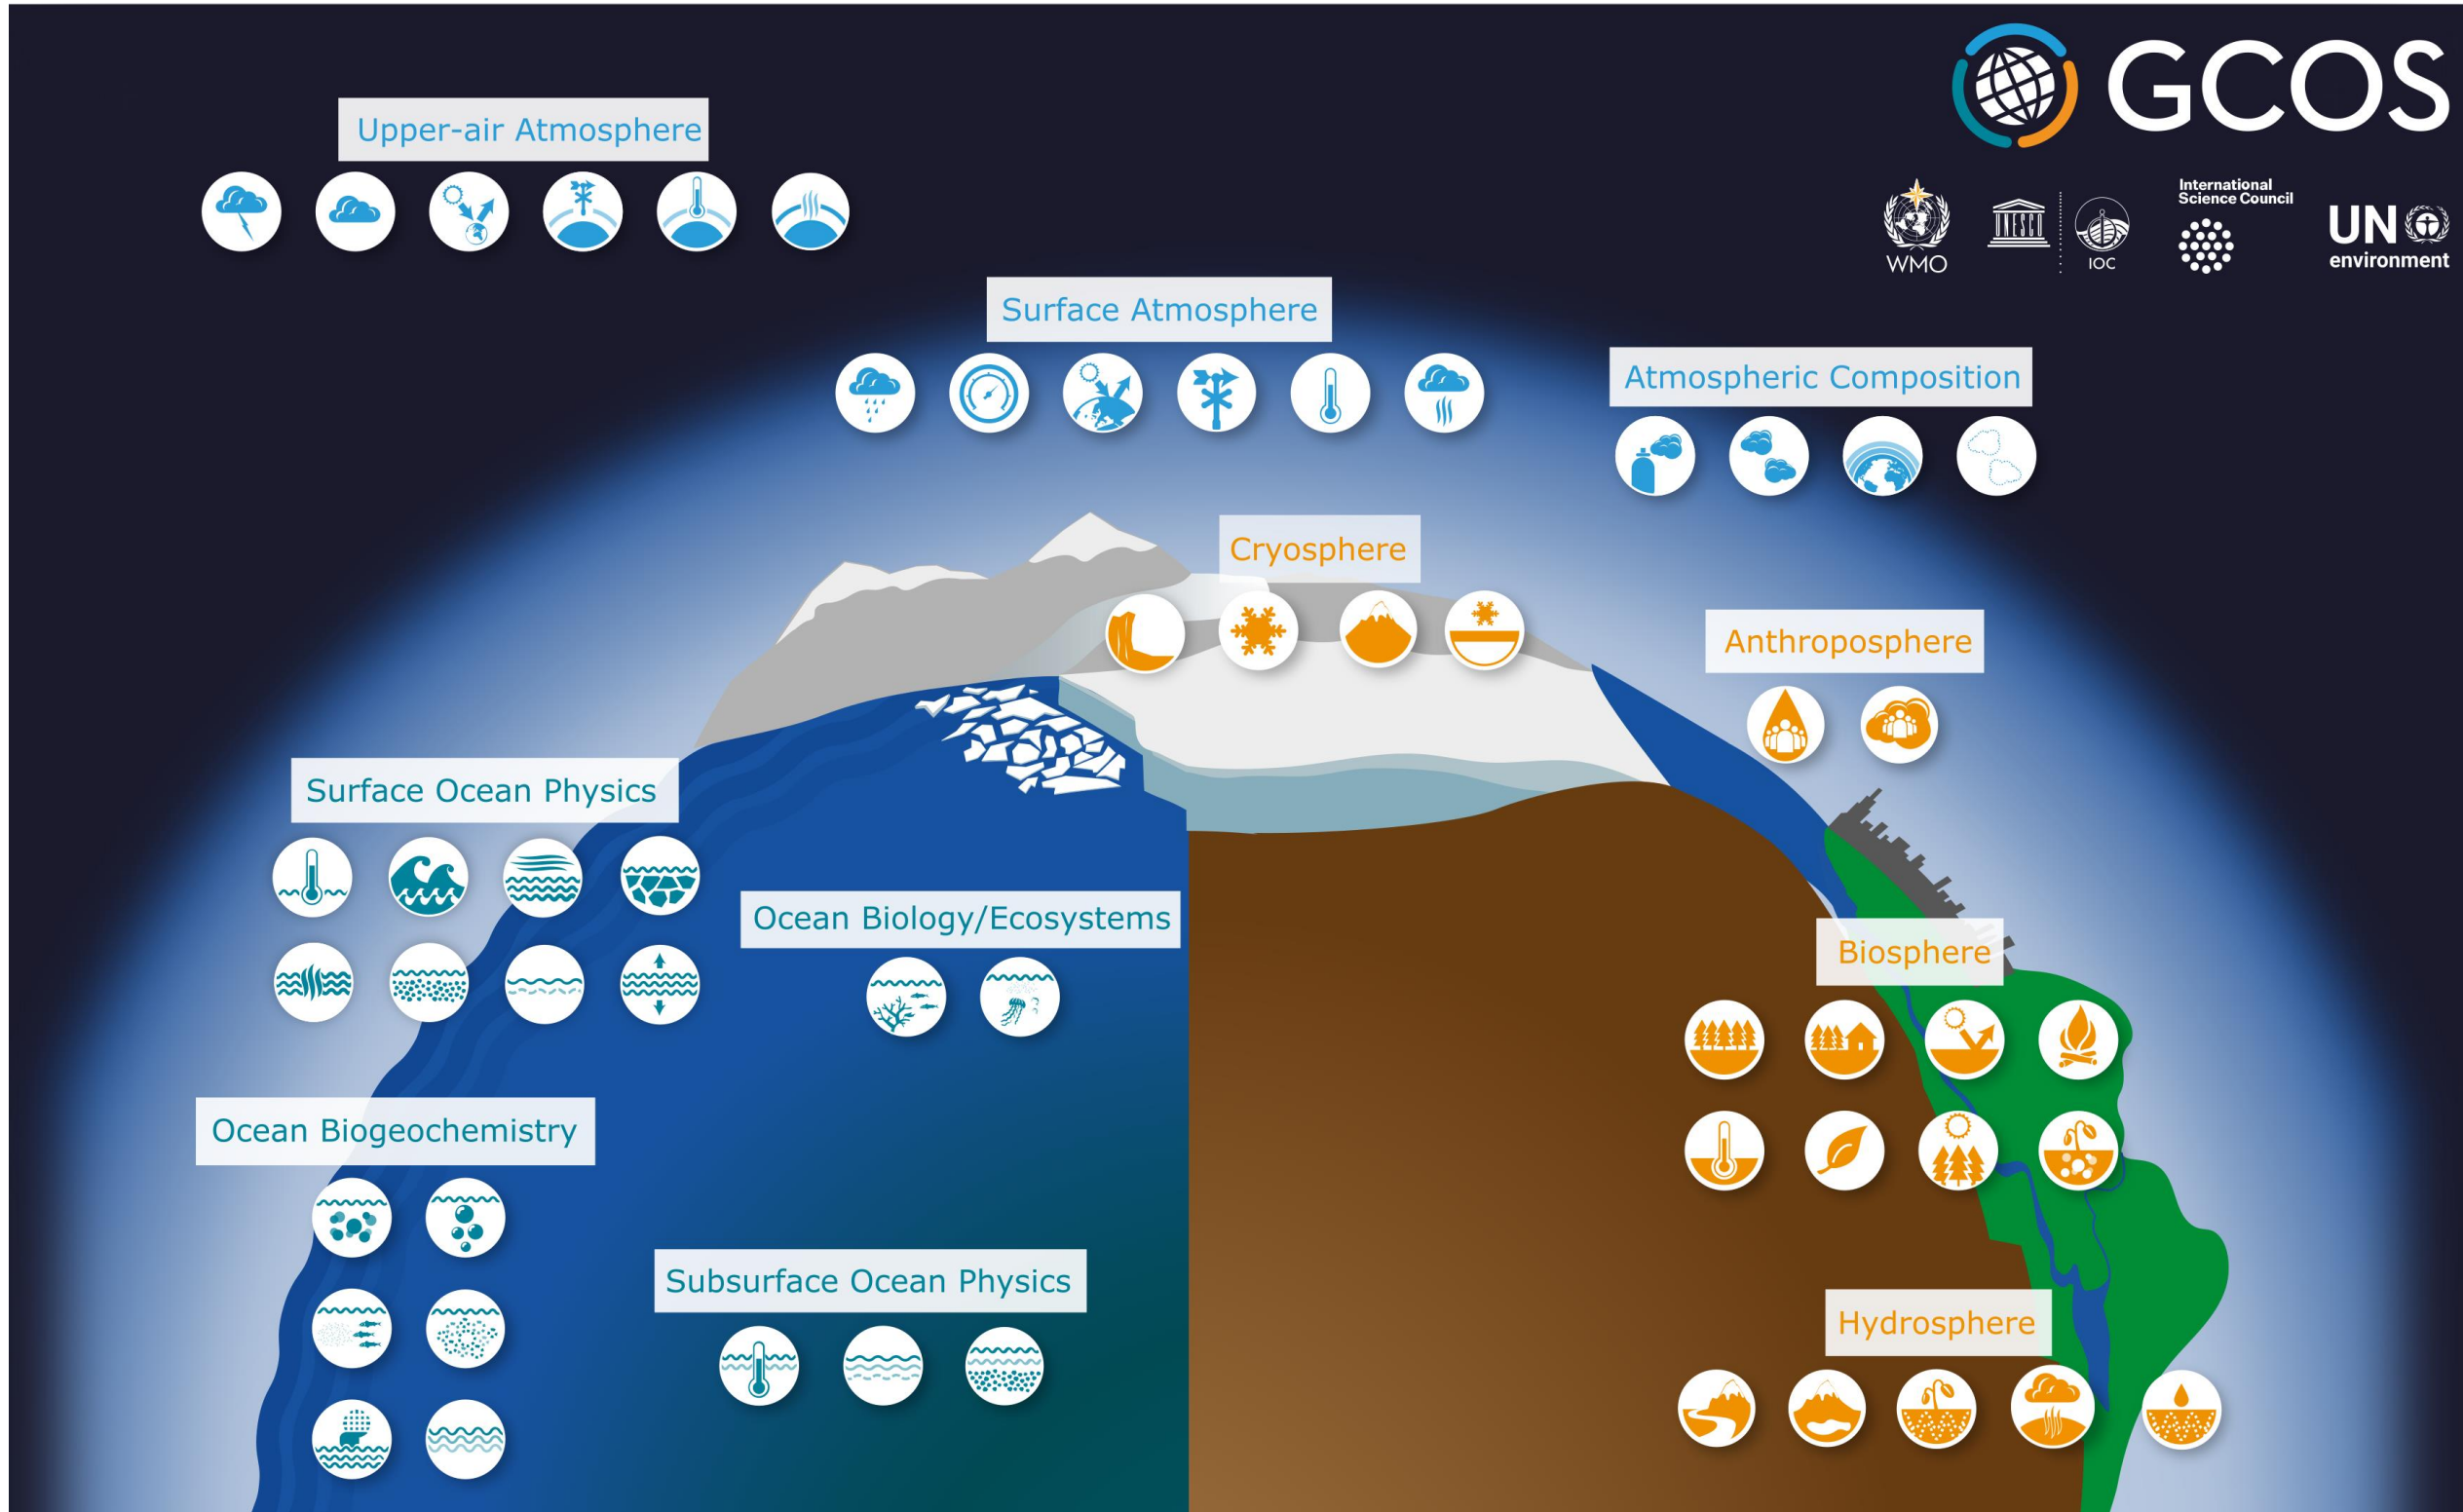 GCOS
Upper-air Atmosphere
International
Science Council
UNESCO
UN
environment
WMO
IOC
Surface Atmosphere
Atmospheric Composition
Cryosphere
Anthroposphere
Surface Ocean Physics
Ocean Biology/Ecosystems
Biosphere
Ocean Biogeochemistry
Subsurface Ocean Physics
Hydrosphere